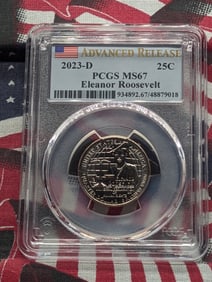 ADVANCED RELEASE
2023-D 25C
PCGS MS67
Eleanor Roosevelt
934892.67/48879018